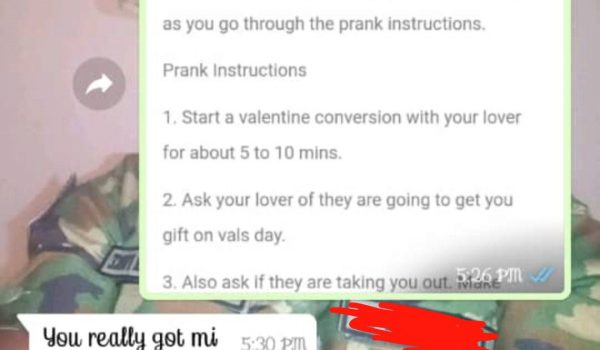 as you go through the prank instructions.
Prank Instructions
1. Start a valentine conversion with your lover
for about 5 to 10 mins.
2. Ask your lover of they are going to get you
gift on vals day.
3. Also ask if they are taking you out. Make
5:26 PM
You really got mi
5:30 PM